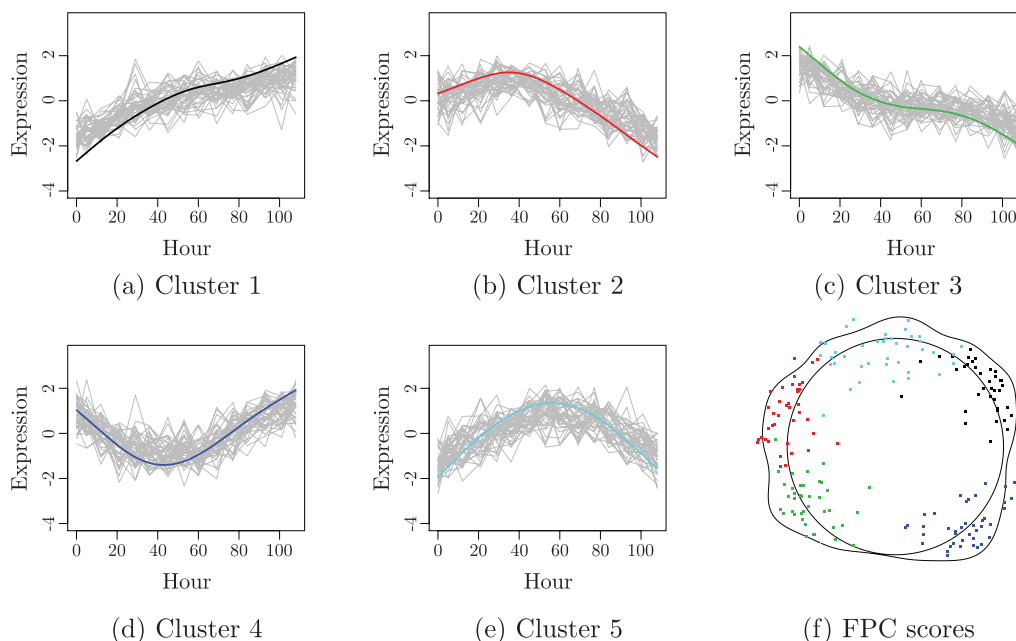 Expression
2
0
-2
-4
0 20 40 60 80 100
Hour
(a) Cluster 1
Expression
2
0
-2
-4
0 20 40 60 80 100
Hour
(b) Cluster 2
Expression
2
0
-2
-4
0 20 40 60 80 100
Hour
(c) Cluster 3
Expression
2
0
-2
-4
0 20 40 60 80 100
Hour
(d) Cluster 4
Expression
2
0
-2
-4
0 20 40 60 80 100
Hour
(e) Cluster 5
(f) FPC scores